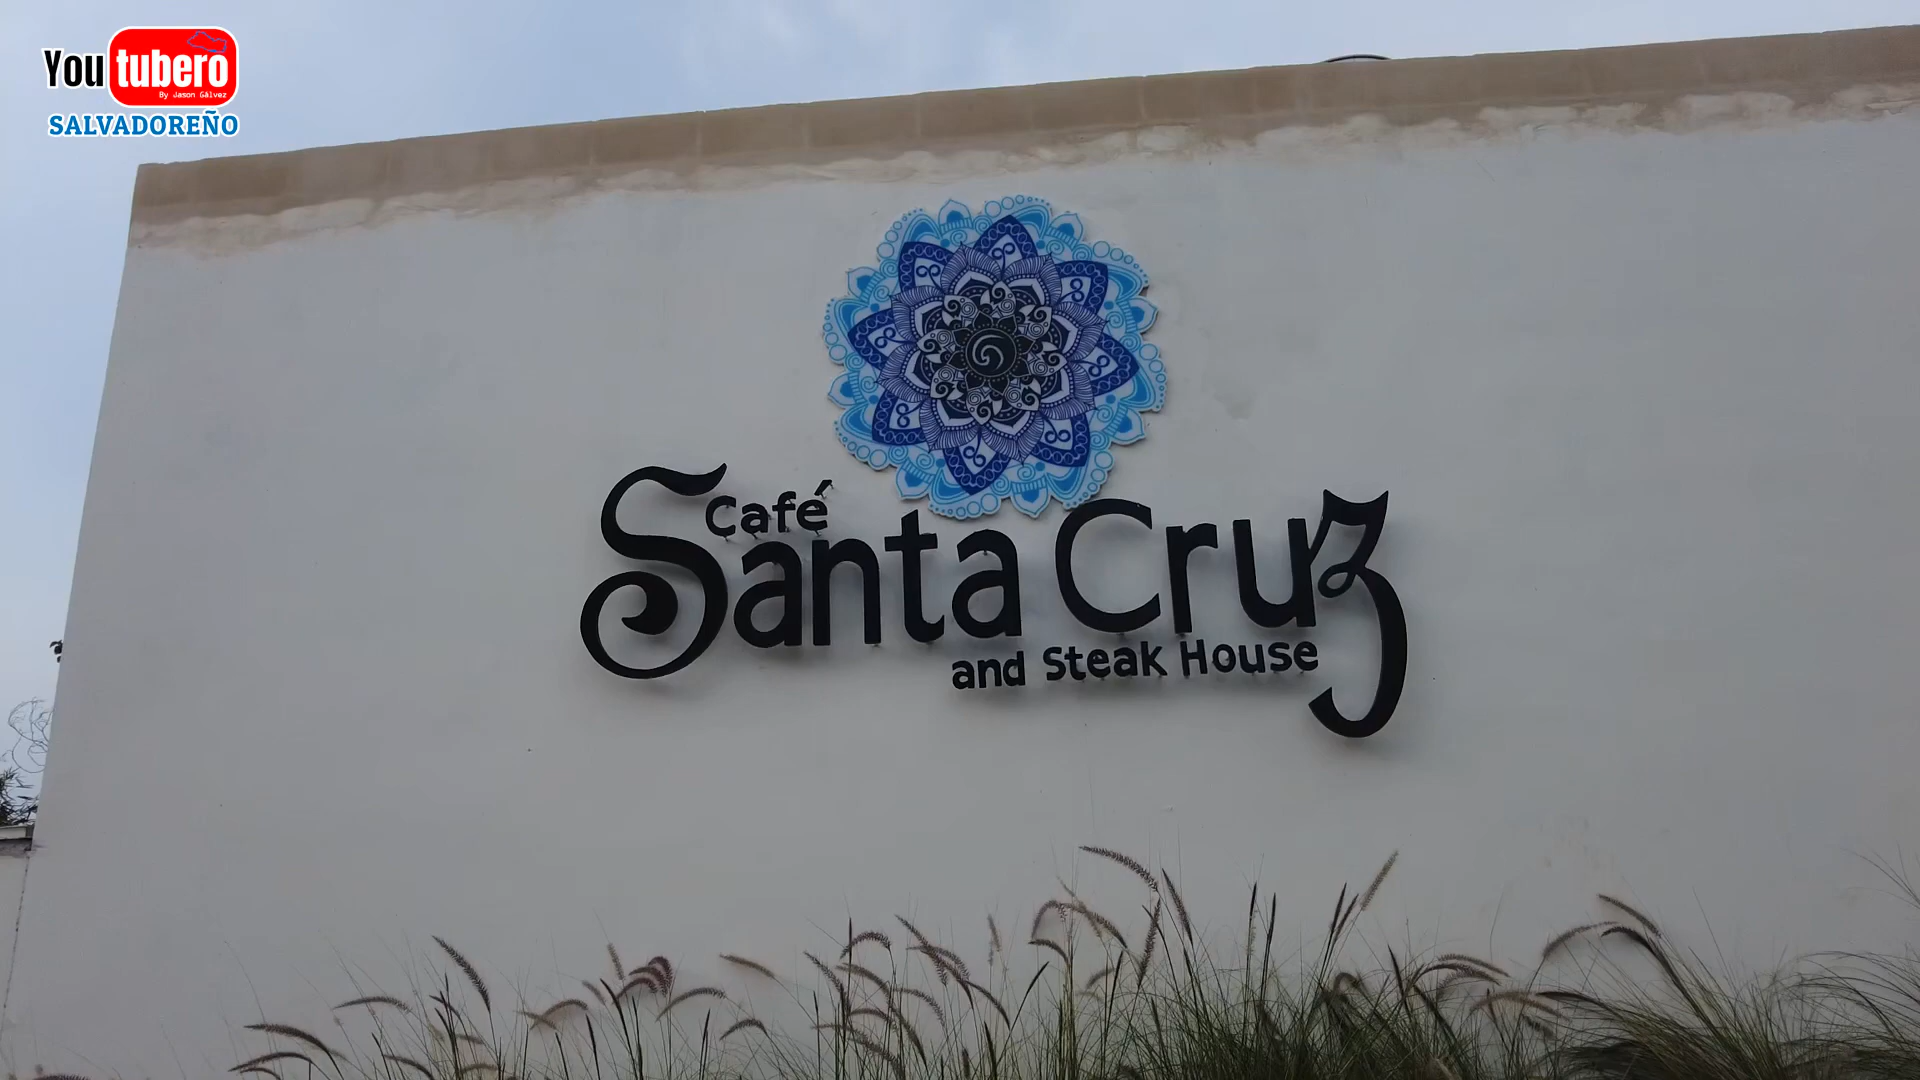 You tubero
By Jason Gálvez
SALVADOREÑO
Café
Santa Cruz
and Steak House